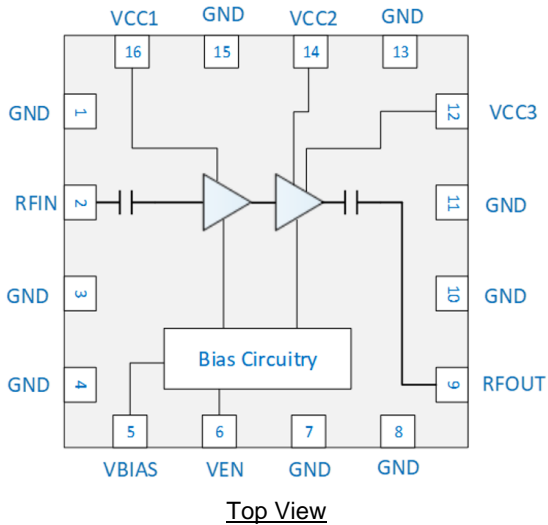 VCC1 GND VCC2 GND
16 15 14 13
GND 1 12 VCC3
RFIN 2 11 GND
GND 3 10 GND
Bias Circuitry
GND 4 9 RFOUT
5 6 7 8
VBIAS VEN GND GND
Top View